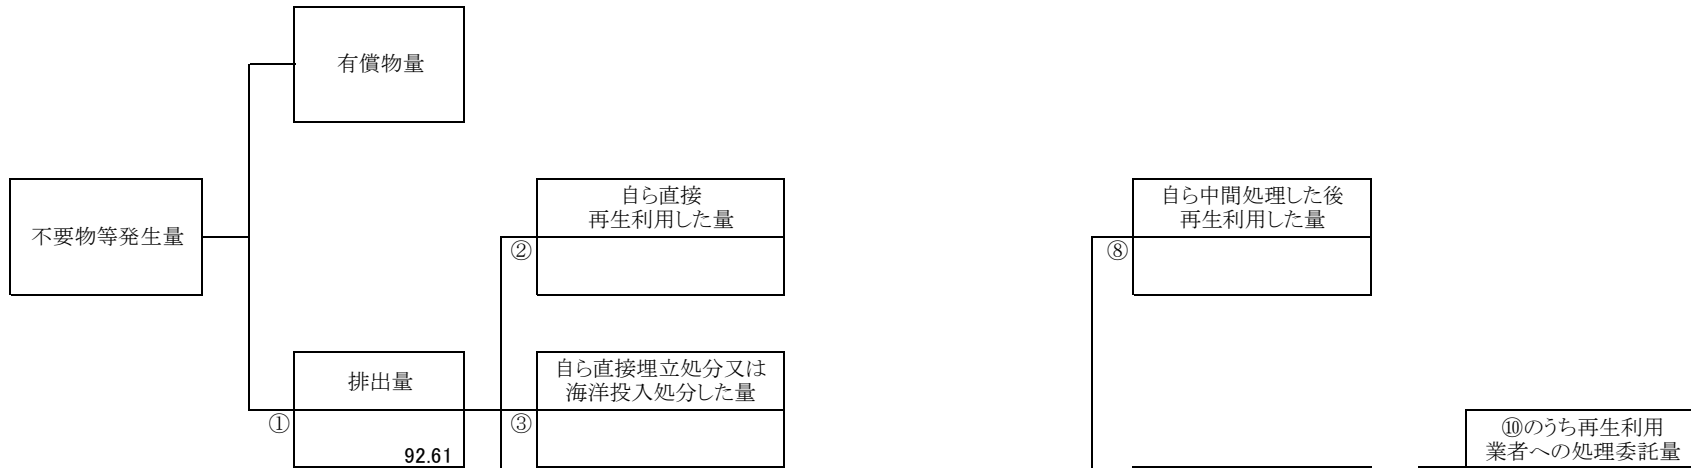 有償物量
不要物等発生量
自ら直接
再生利用した量
②
自ら中間処理した後
再生利用した量
⑧
排出量
①
92.61
自ら直接埋立処分又は
海洋投入処分した量
③
⑩のうち再生利用
業者への処理委託量